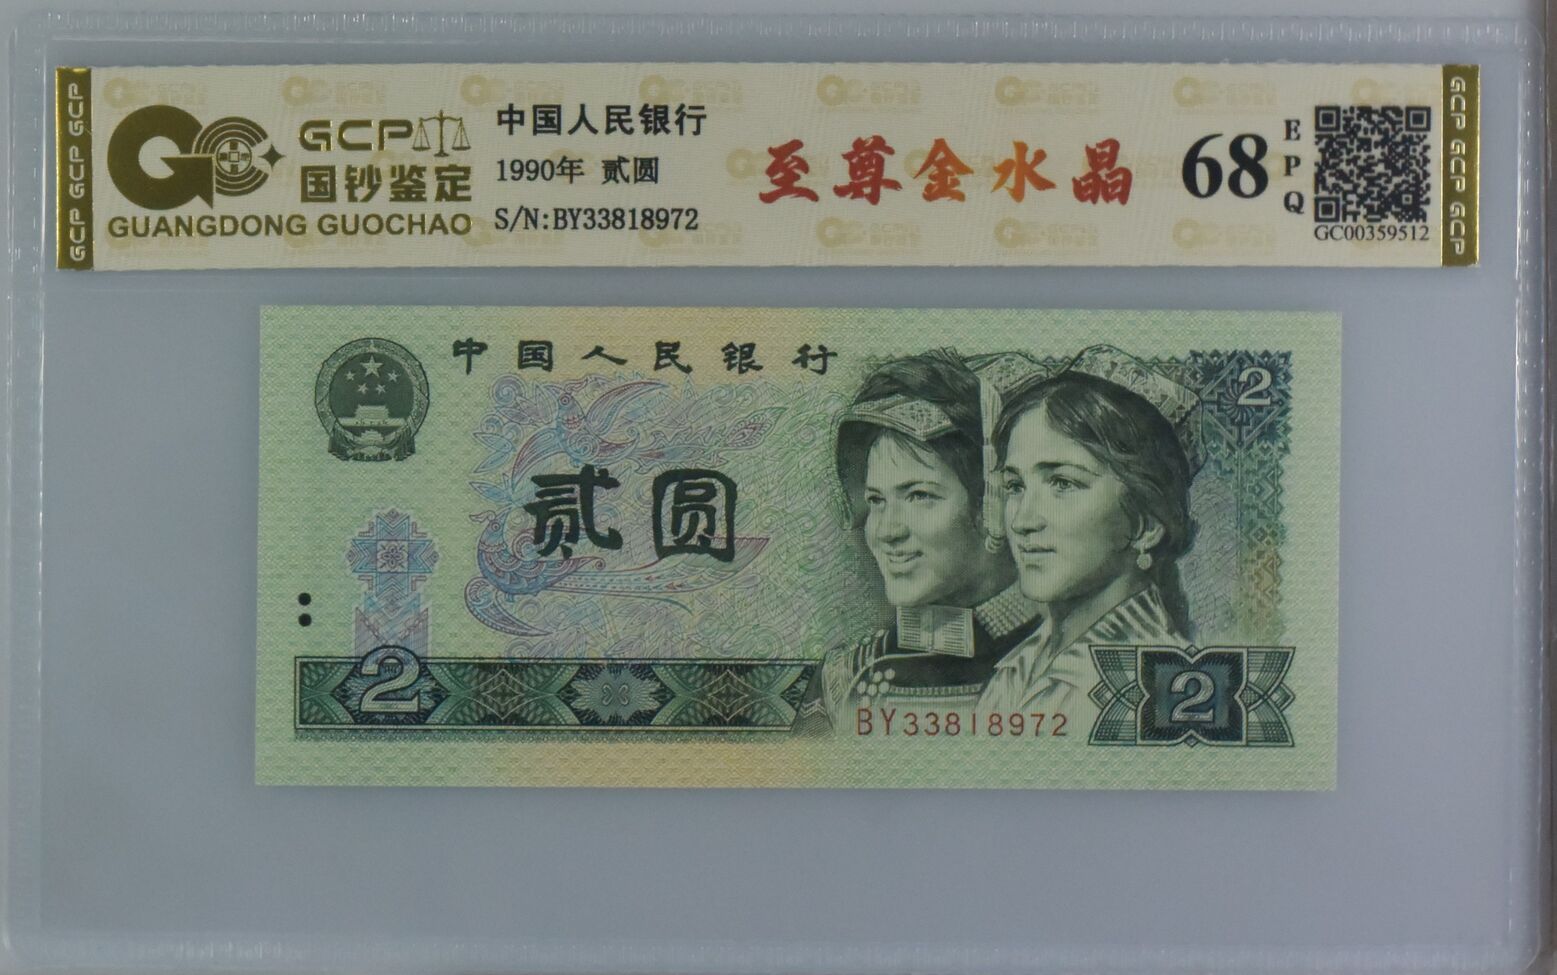 GCP GCP GCP
GCP
国钞鉴定
GUANGDONG GUOCHAO
中国人民银行
1990年 贰圆
S/N:BY33818972
至尊金水晶
68
EPQ
GC00359512
GCP GCP GCP
中国人民银行
2
贰圆
2
BY33818972
2